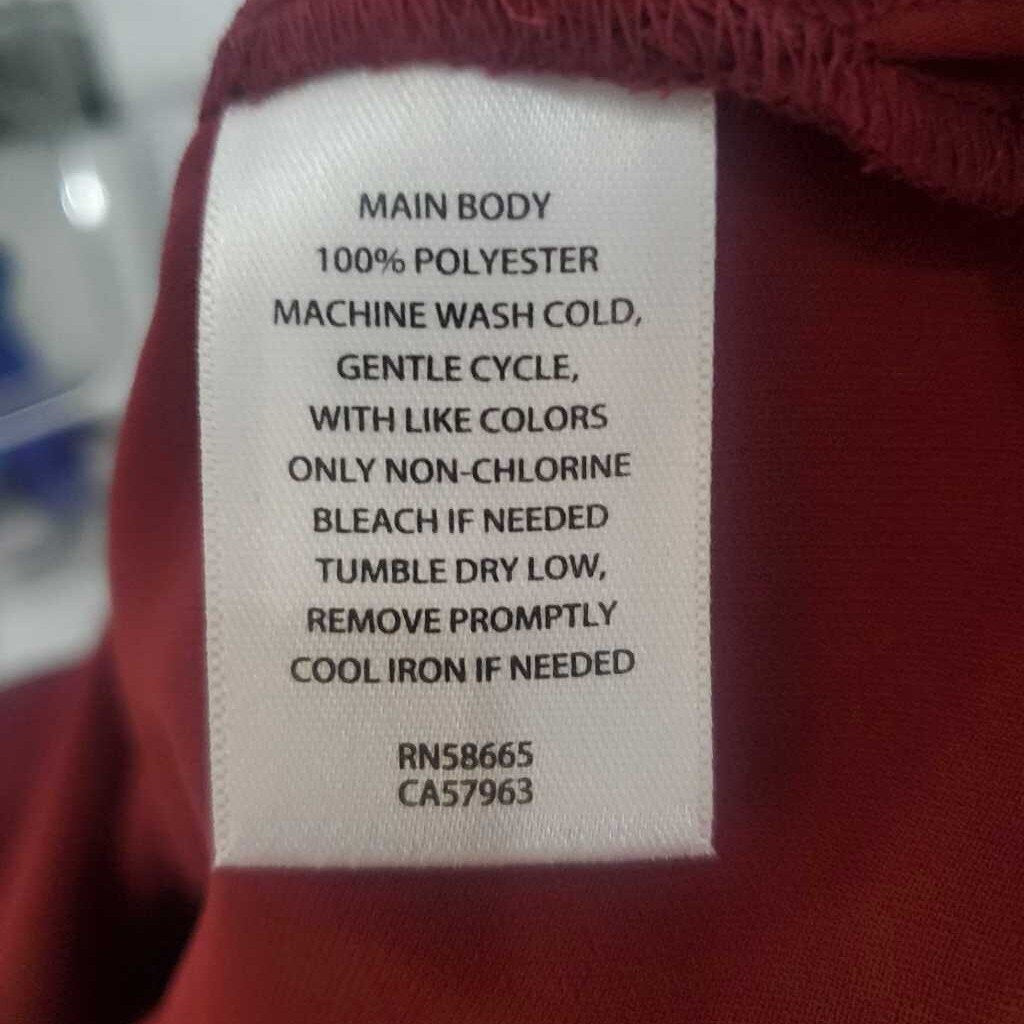 MAIN BODY
100% POLYESTER
MACHINE WASH COLD,
GENTLE CYCLE,
WITH LIKE COLORS
ONLY NON-CHLORINE
BLEACH IF NEEDED
TUMBLE DRY LOW,
REMOVE PROMPTLY
COOL IRON IF NEEDED
RN58665
CA57963